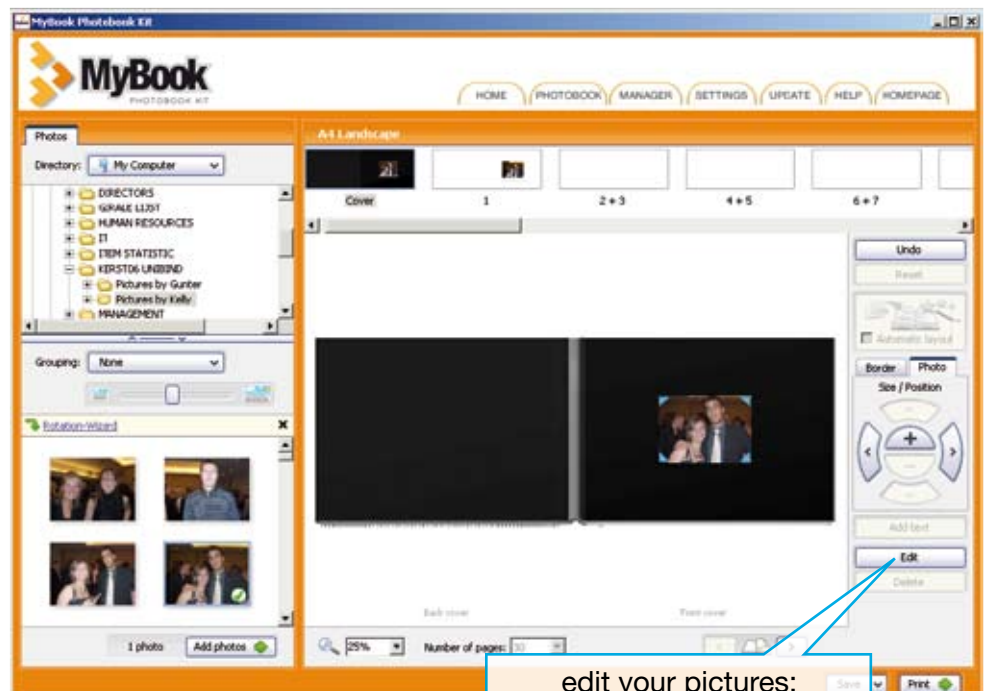 MyBook Photobook Kit
MyBook
PHOTOBOOK KIT
HOME PHOTOBOOK MANAGER SETTINGS UPDATE HELP HOMEPAGE
Photos
A4 Landscape
Directory: My Computer
DIRECTORS
GIRALE LIJST
HUMAN RESOURCES
IT
ITEM STATISTIC
KERST06 UNIBIND
Pictures by Gunter
Pictures by Kelly
MANAGEMENT
Grouping: None
Rotation-Wizard
1 photo Add photos
Cover 1 2 + 3 4 + 5 6 + 7
Undo
Reset
Automatic layout
Border Photo
Size / Position
Add text
Edit
Delete
Back cover Front cover
25% Number of pages: 30
edit your pictures:
Save Print